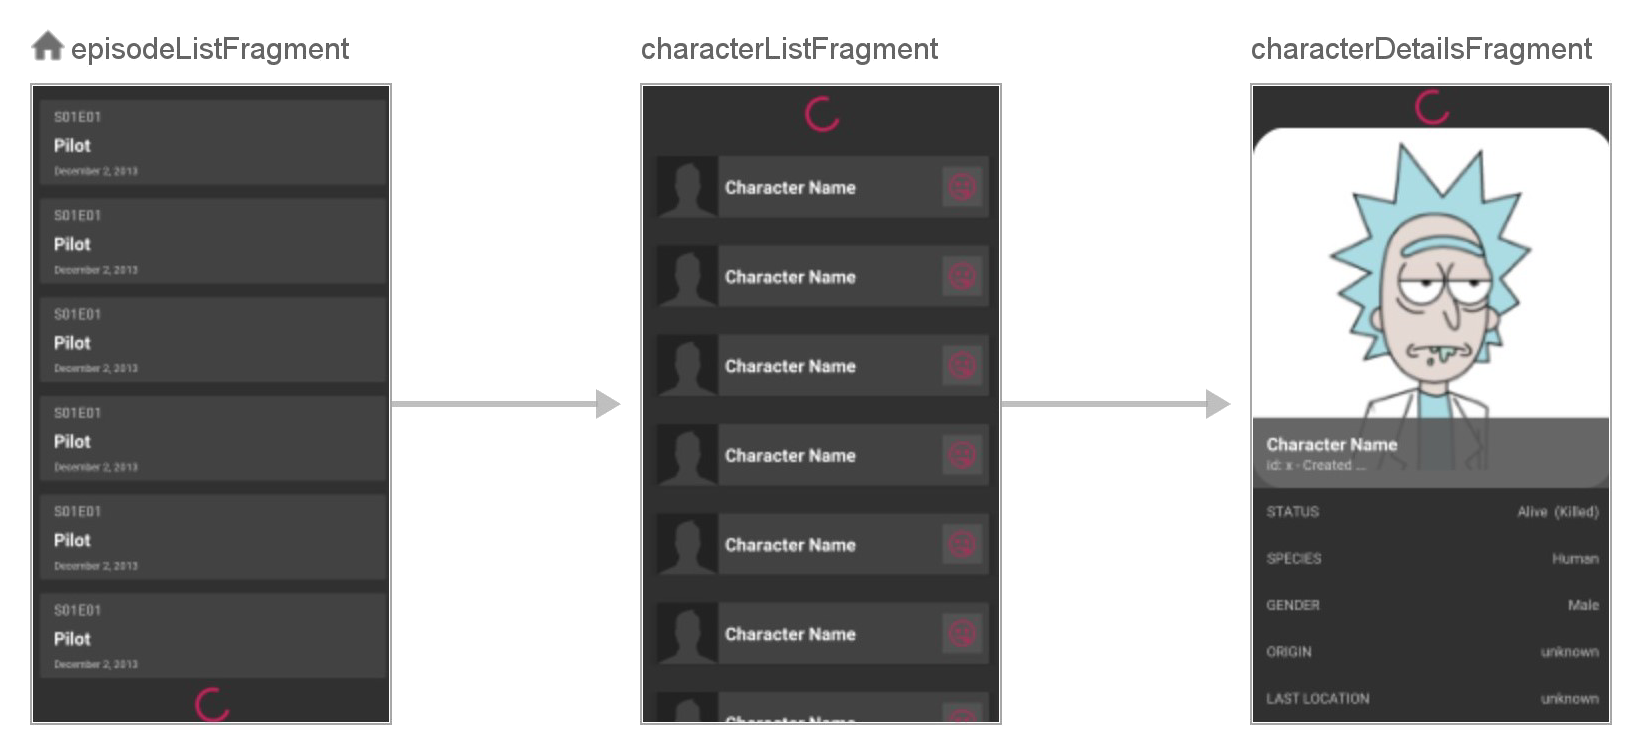 episodeListFragment
S01E01
Pilot
December 2, 2013
S01E01
Pilot
December 2, 2013
S01E01
Pilot
December 2, 2013
S01E01
Pilot
December 2, 2013
S01E01
Pilot
December 2, 2013
S01E01
Pilot
December 2, 2013
characterListFragment
Character Name
Character Name
Character Name
Character Name
Character Name
Character Name
Character Name
characterDetailsFragment
Character Name
id: x - Created ...
STATUS Alive (Killed)
SPECIES Human
GENDER Male
ORIGIN unknown
LAST LOCATION unknown